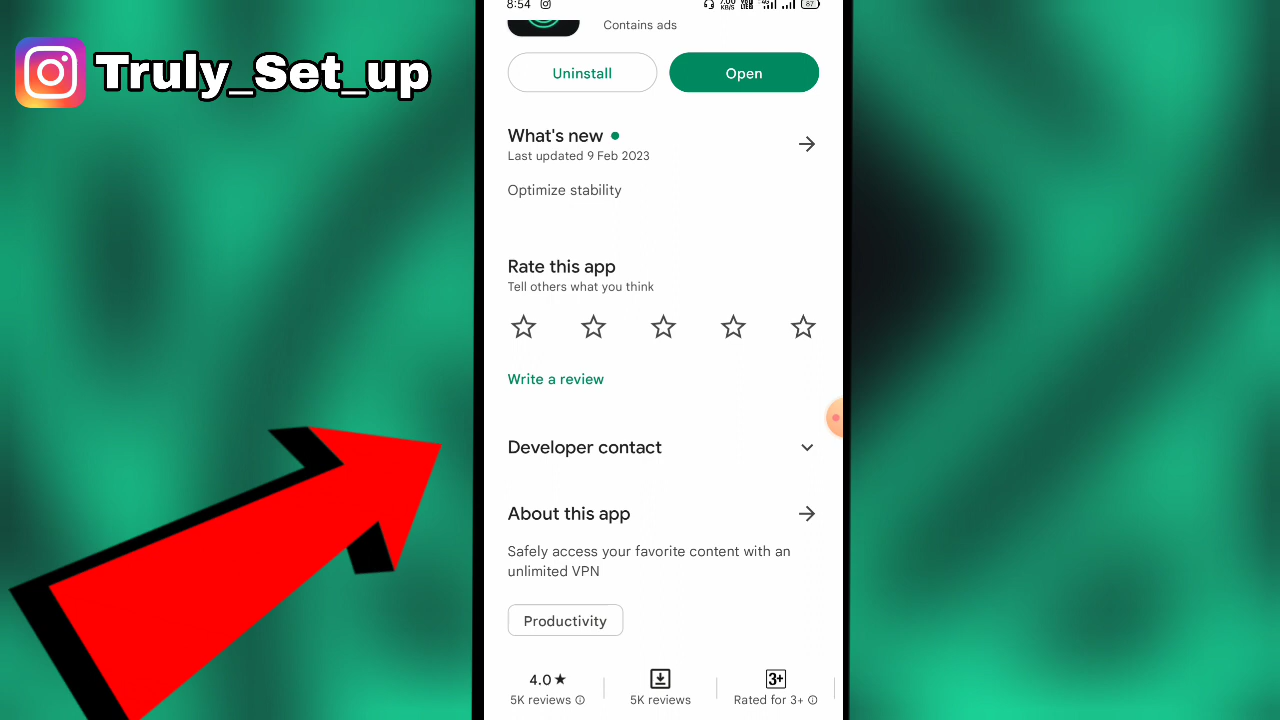 8:54
Truly_Set_up
Contains ads
Uninstall
Open
What's new
Last updated 9 Feb 2023
Optimize stability
Rate this app
Tell others what you think
Write a review
Developer contact
About this app
Safely access your favorite content with an
unlimited VPN
Productivity
4.0★
5K reviews
5K reviews
3+
Rated for 3+